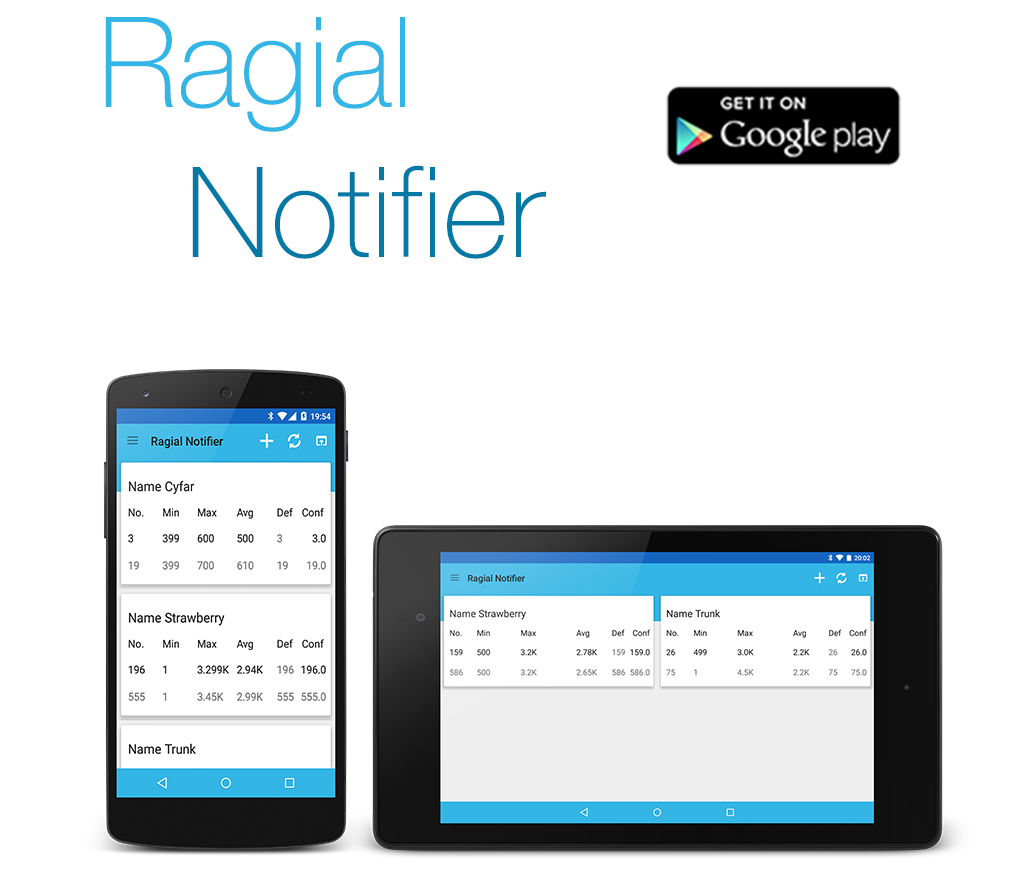 Ragial
Notifier
GET IT ON
Google play
19:54
Ragial Notifier
Name Cyfar
No. Min Max Avg Def Conf
3 399 600 500 3 3.0
19 399 700 610 19 19.0
Name Strawberry
No. Min Max Avg Def Conf
196 1 3.299K 2.94K 196 196.0
555 1 3.45K 2.99K 555 555.0
Name Trunk
20:02
Ragial Notifier
Name Strawberry
No. Min Max Avg Def Conf
159 500 3.2K 2.78K 159 159.0
586 500 3.2K 2.65K 586 586.0
Name Trunk
No. Min Max Avg Def Conf
26 499 3.0K 2.2K 26 26.0
75 1 4.5K 2.2K 75 75.0